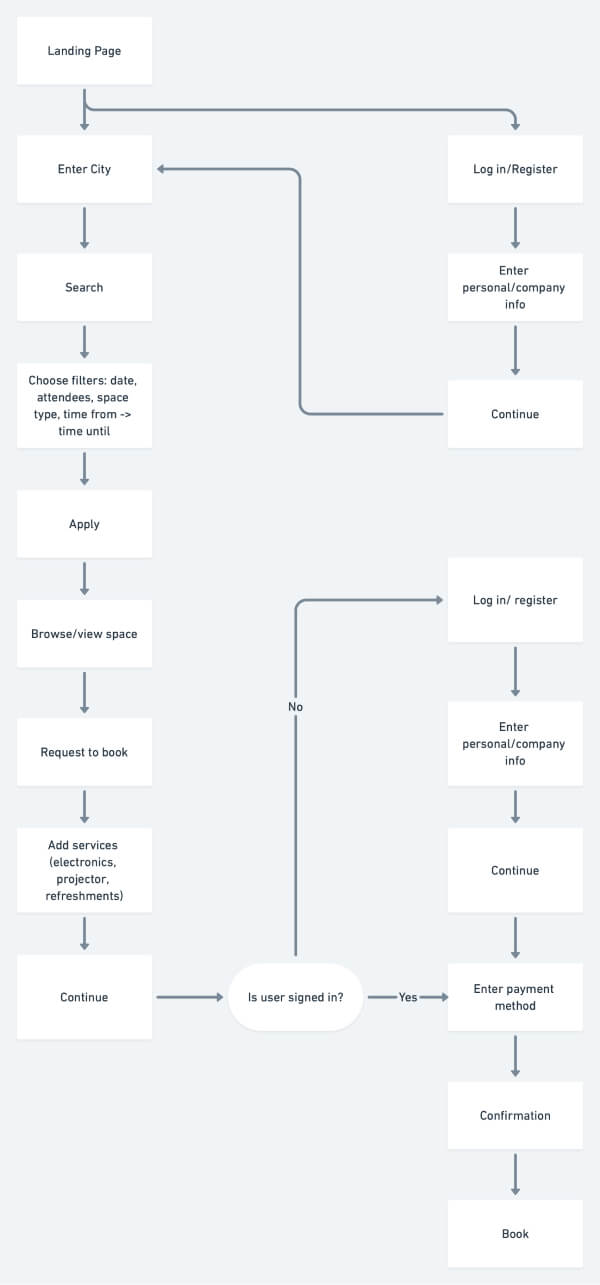 Landing Page
Enter City
Log in/Register
Search
Enter
personal/company
info
Choose filters: date,
attendees, space
type, time from ->
time until
Continue
Apply
Browse/view space
Log in/ register
No
Request to book
Enter
personal/company
info
Add services
(electronics,
projector,
refreshments)
Continue
Continue
Is user signed in?
Yes
Enter payment
method
Confirmation
Book